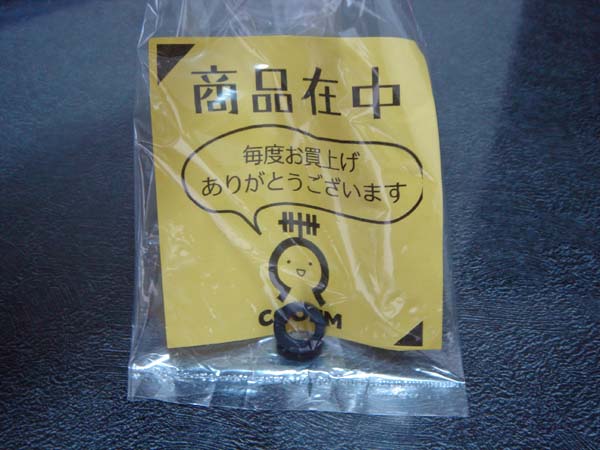 商品在中
毎度お買上げ
ありがとうございます